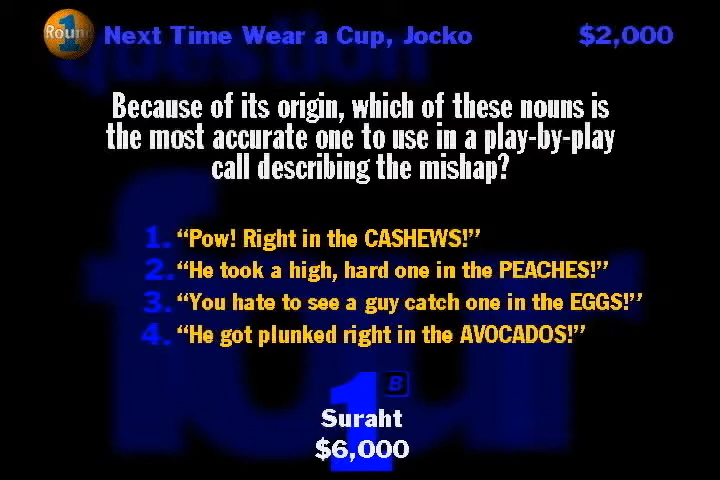 Round 1 Next Time Wear a Cup, Jocko $2,000
question
Because of its origin, which of these nouns is
the most accurate one to use in a play-by-play
call describing the mishap?
1. “Pow! Right in the CASHEWS!”
2. “He took a high, hard one in the PEACHES!”
3. “You hate to see a guy catch one in the EGGS!”
4. “He got plunked right in the AVOCADOS!”
four
1 B
Suraht
$6,000